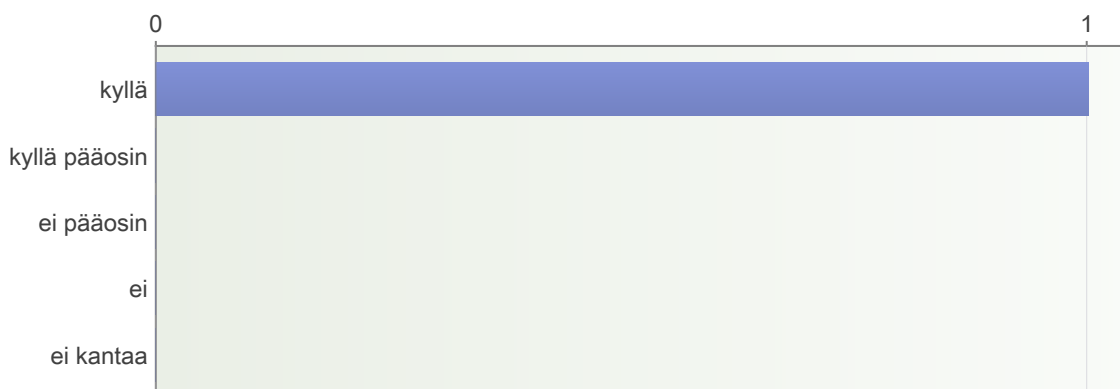 0 1
kyllä
kyllä pääosin
ei pääosin
ei
ei kantaa